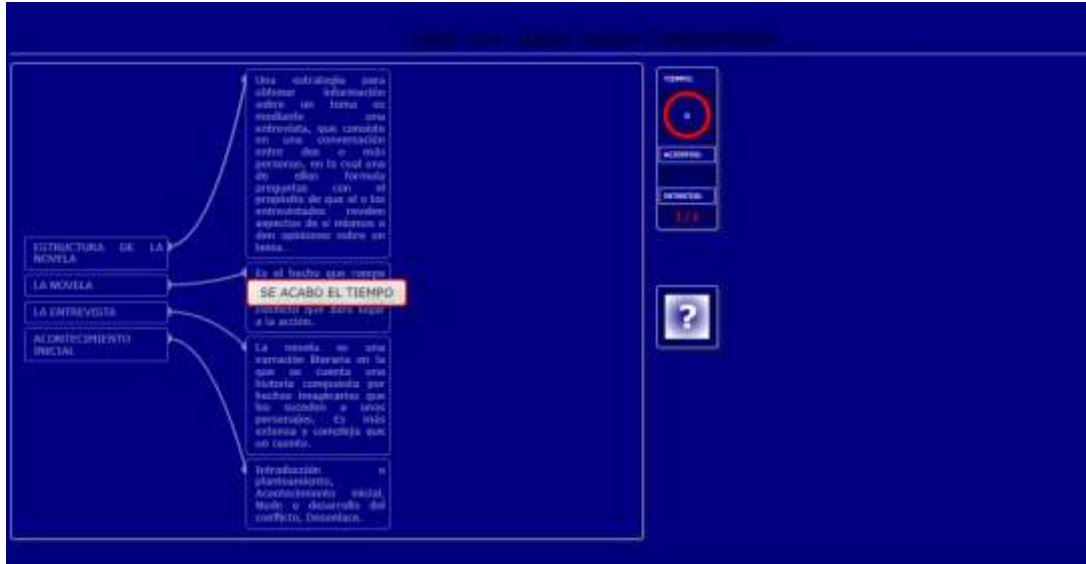 TIEMPO:
Una estrategia para
obtener información
sobre un tema es
mediante una
entrevista, que consiste
en una conversación
entre dos o más
personas, en la cual una
de ellas formula
preguntas con el
propósito de que el o los
entrevistados revelen
aspectos de sí mismos o
den opiniones sobre un
tema.
ACIERTOS:
INTENTOS:
1 / 1
ESTRUCTURA DE LA
NOVELA
LA NOVELA
LA ENTREVISTA
ACONTECIMIENTO
INICIAL
Es el hecho que rompe
SE ACABO EL TIEMPO
conflicto que dará lugar
a la acción.
La novela es una
narración literaria en la
que se cuenta una
historia compuesta por
hechos imaginarios que
les suceden a unos
personajes. Es más
extensa y compleja que
un cuento.
Introducción o
planteamiento,
Acontecimiento inicial,
Nudo o desarrollo del
conflicto, Desenlace.
?